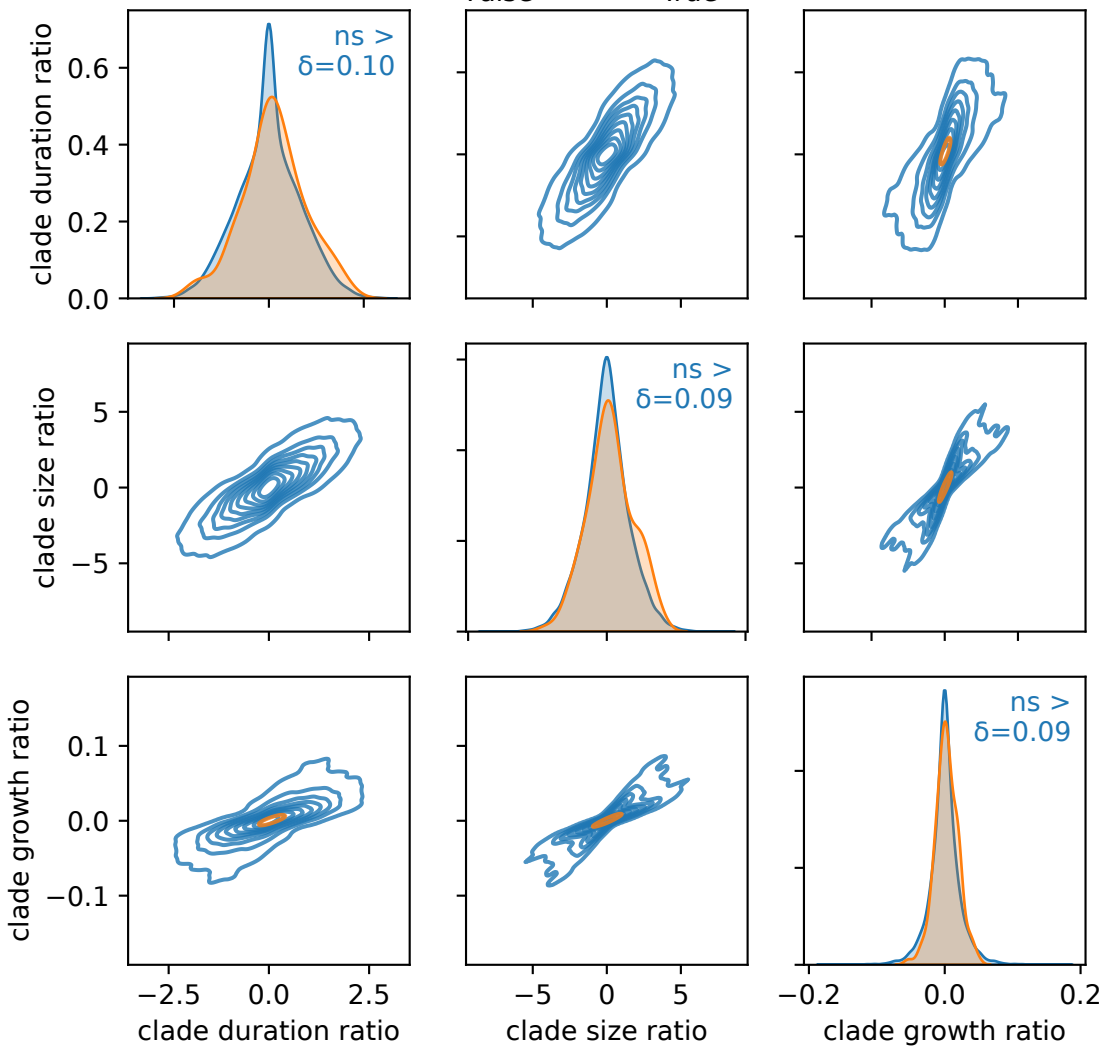 clade duration ratio
0.6
0.4
0.2
0.0
ns >
δ=0.10
clade size ratio
5
0
−5
ns >
δ=0.09
clade growth ratio
0.1
0.0
−0.1
ns >
δ=0.09
−2.5 0.0 2.5
−5 0 5
−0.2 0.0 0.2
clade duration ratio
clade size ratio
clade growth ratio